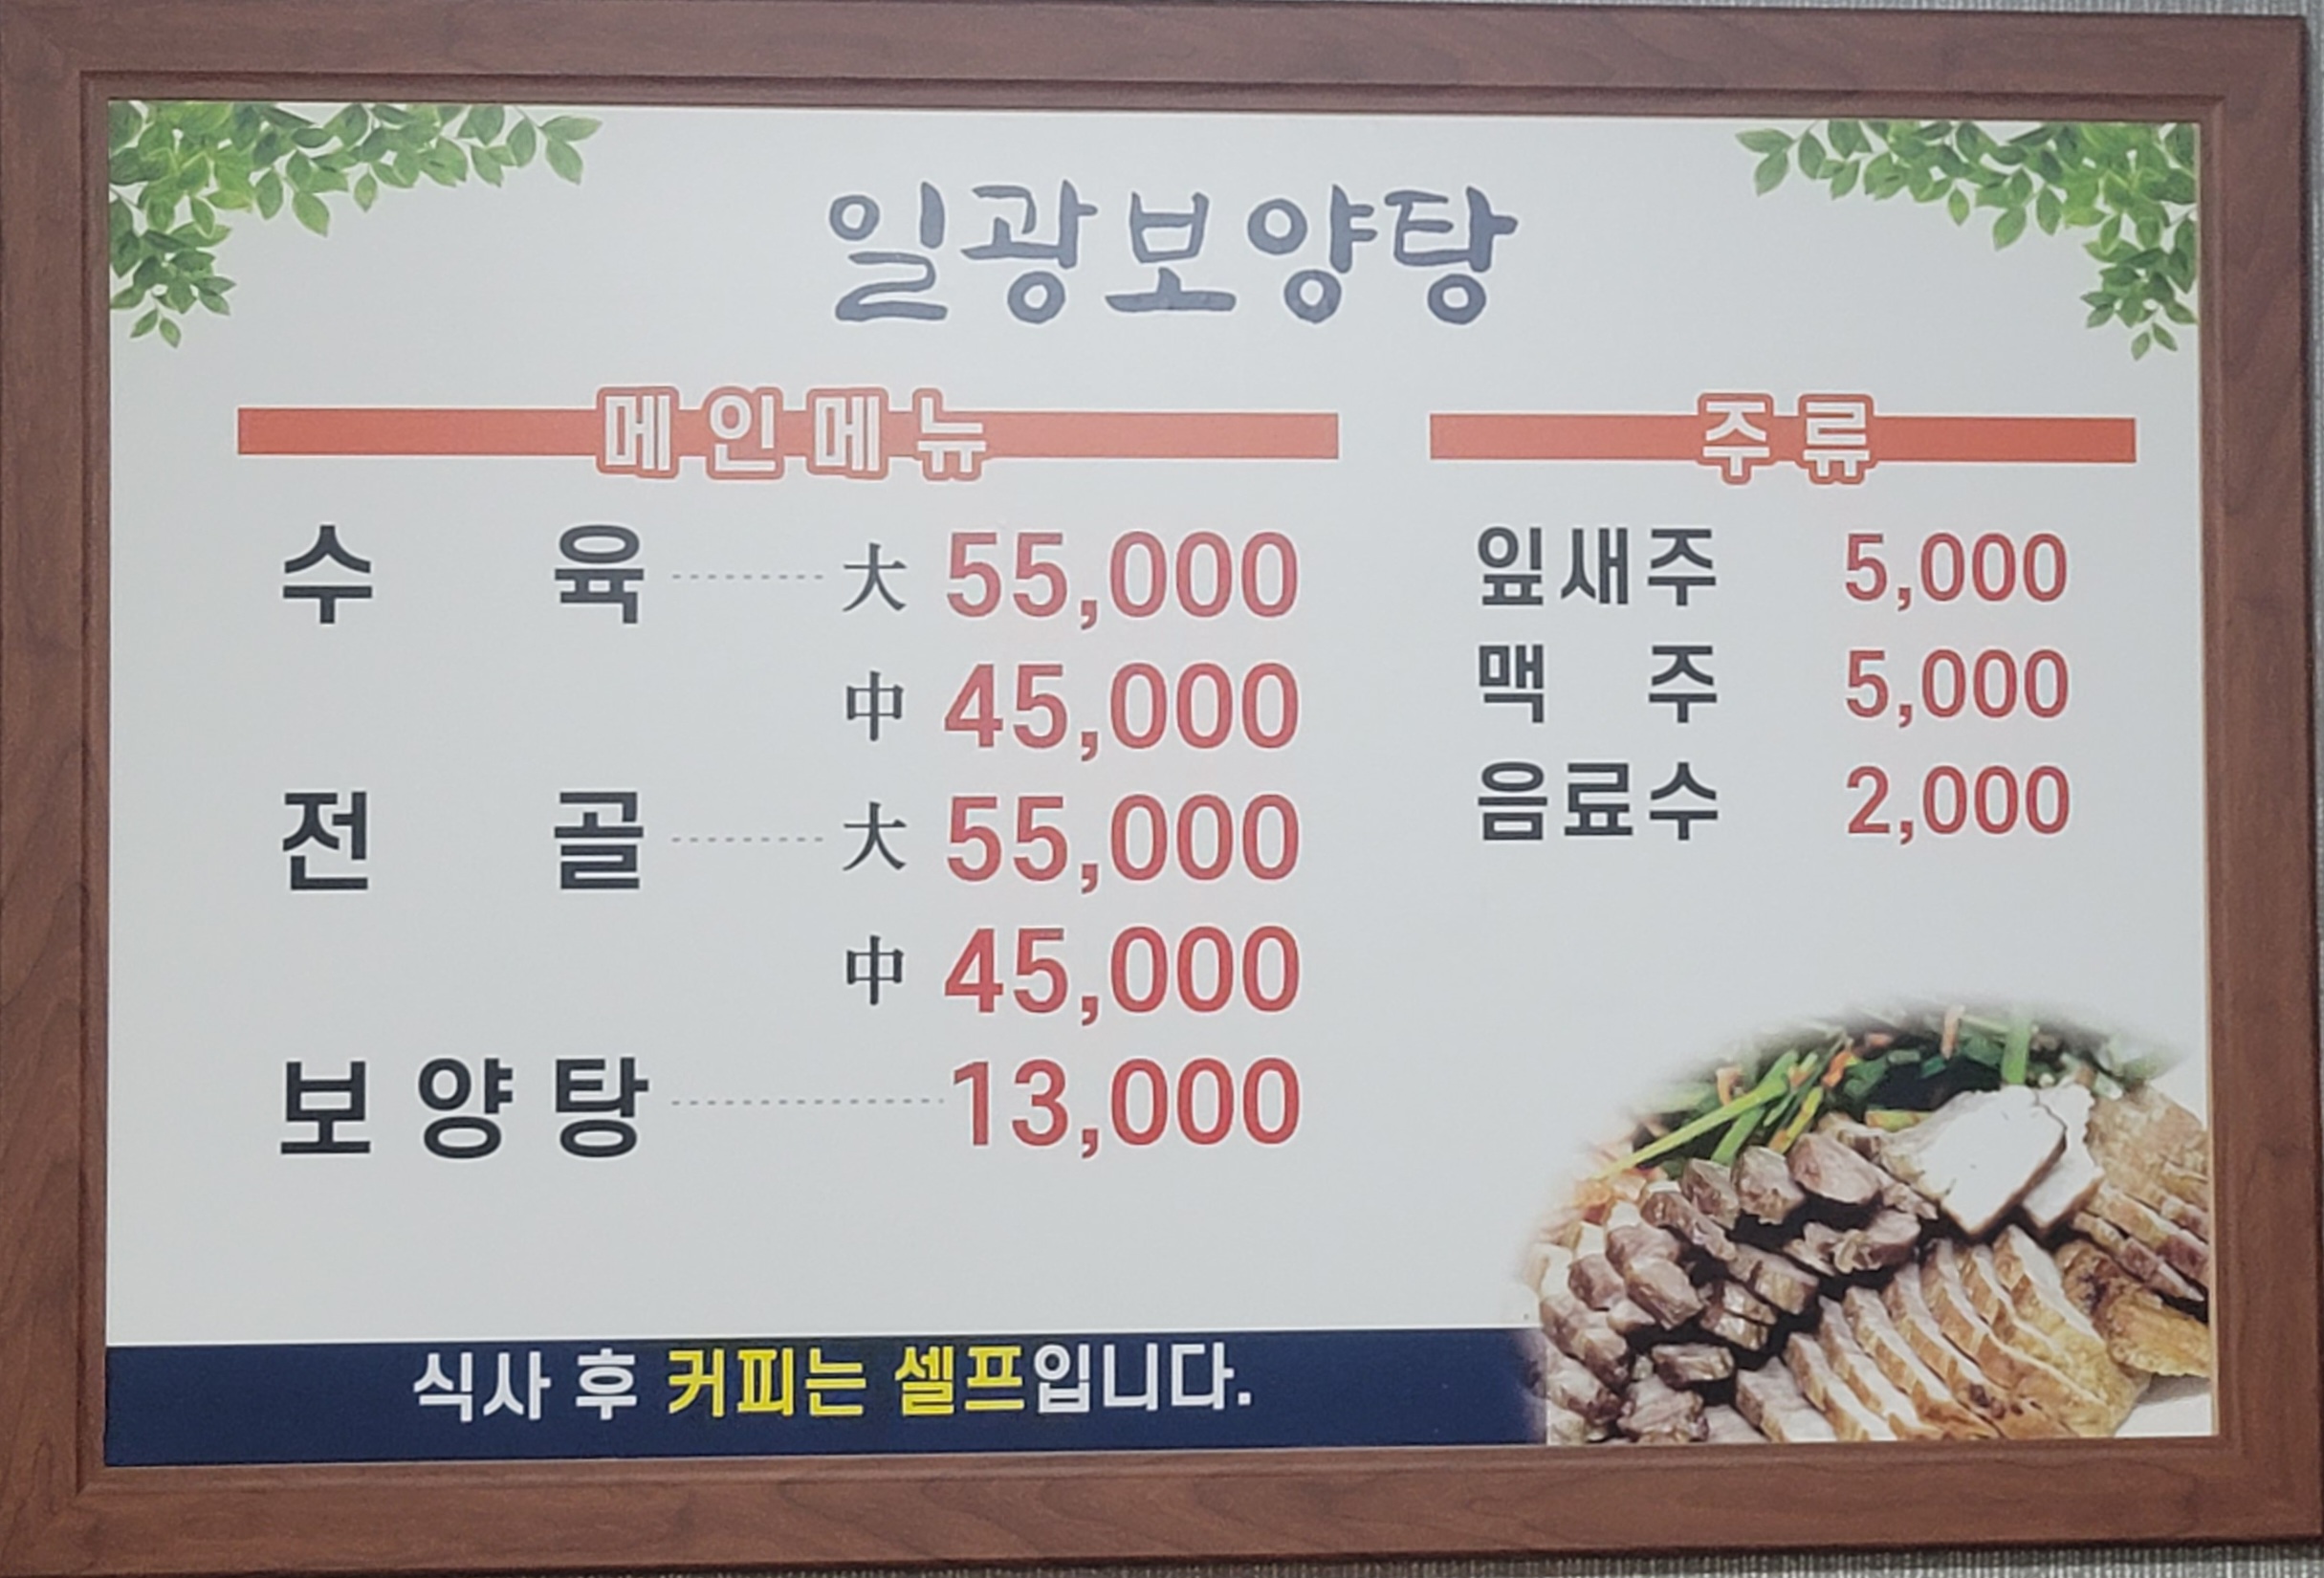 일광보양탕
메인메뉴
수육 大 55,000
中 45,000
전골 大 55,000
中 45,000
보양탕 13,000
주류
잎새주 5,000
맥주 5,000
음료수 2,000
식사 후 커피는 셀프입니다.